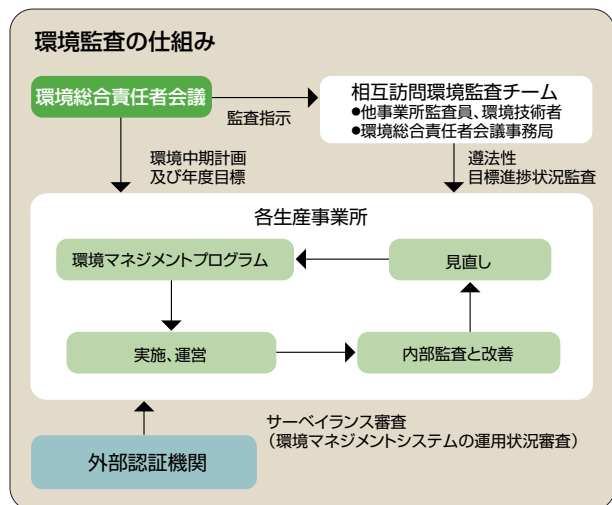 環境監査の仕組み
環境総合責任者会議
監査指示
相互訪問環境監査チーム
●他事業所監査員、環境技術者
●環境総合責任者会議事務局
環境中期計画
及び年度目標
遵法性
目標進捗状況監査
各生産事業所
環境マネジメントプログラム
見直し
実施、運営
内部監査と改善
サーベイランス審査
（環境マネジメントシステムの運用状況審査）
外部認証機関